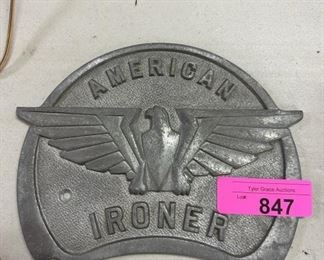 AMERICAN
Tyler Grace Auctions
Lot#
847
IRONER